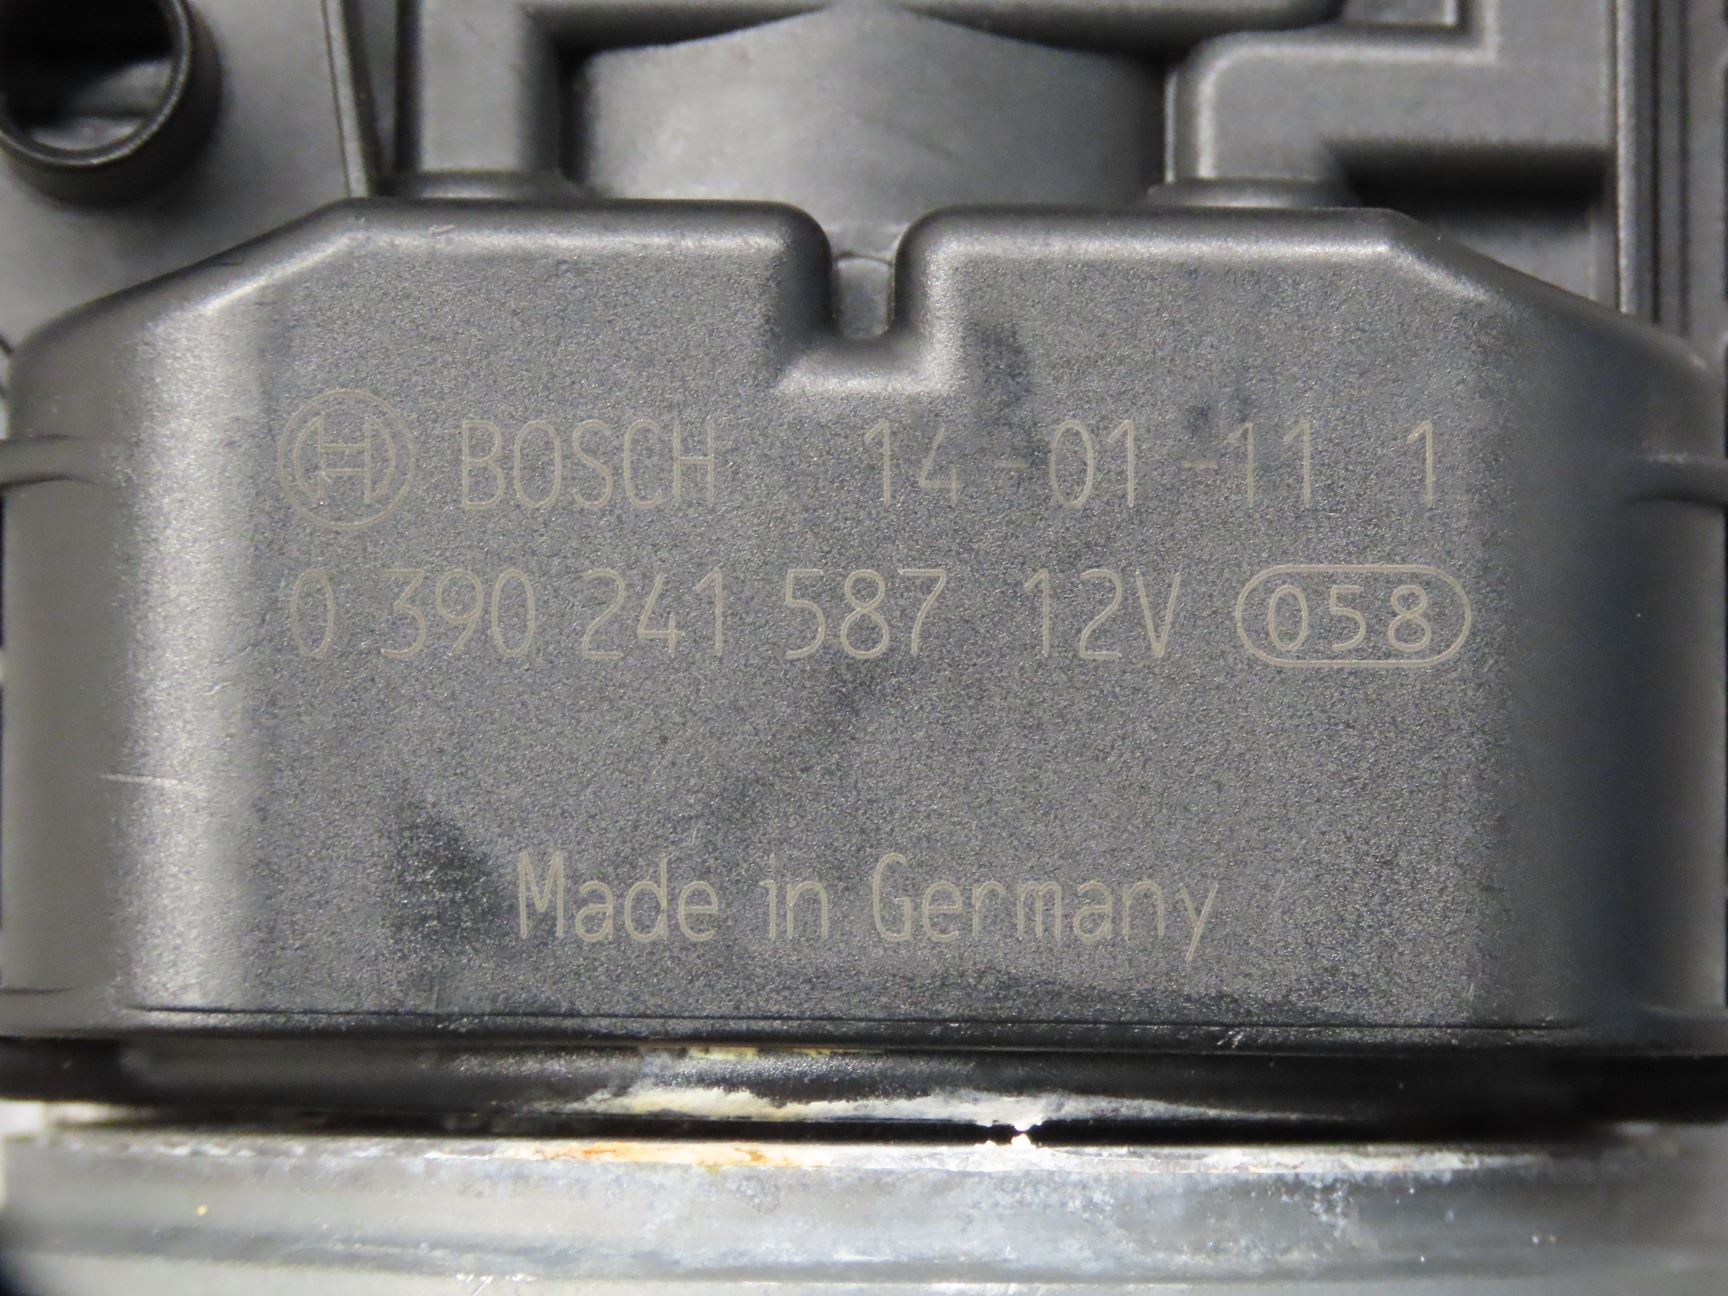 BOSCH 14-01-11 1
0 390 241 587 12V 058
Made in Germany